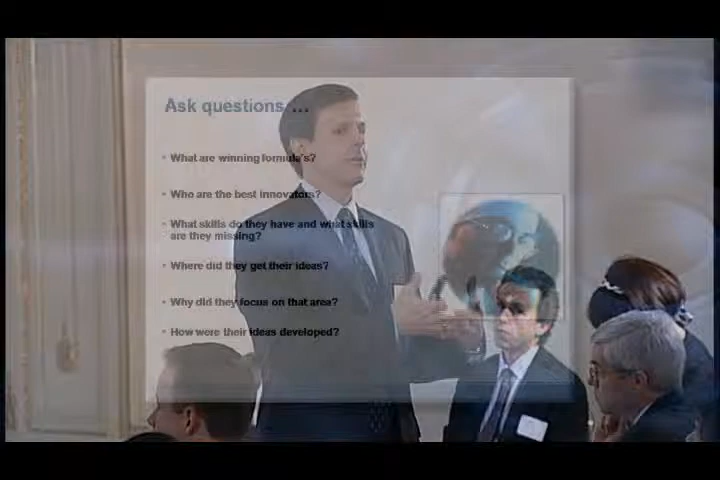 Ask questions ...
• What are winning formula's?
• Who are the best innovators?
• What skills do they have and what skills
are they missing?
• Where did they get their ideas?
• Why did they focus on that area?
• How were their ideas developed?